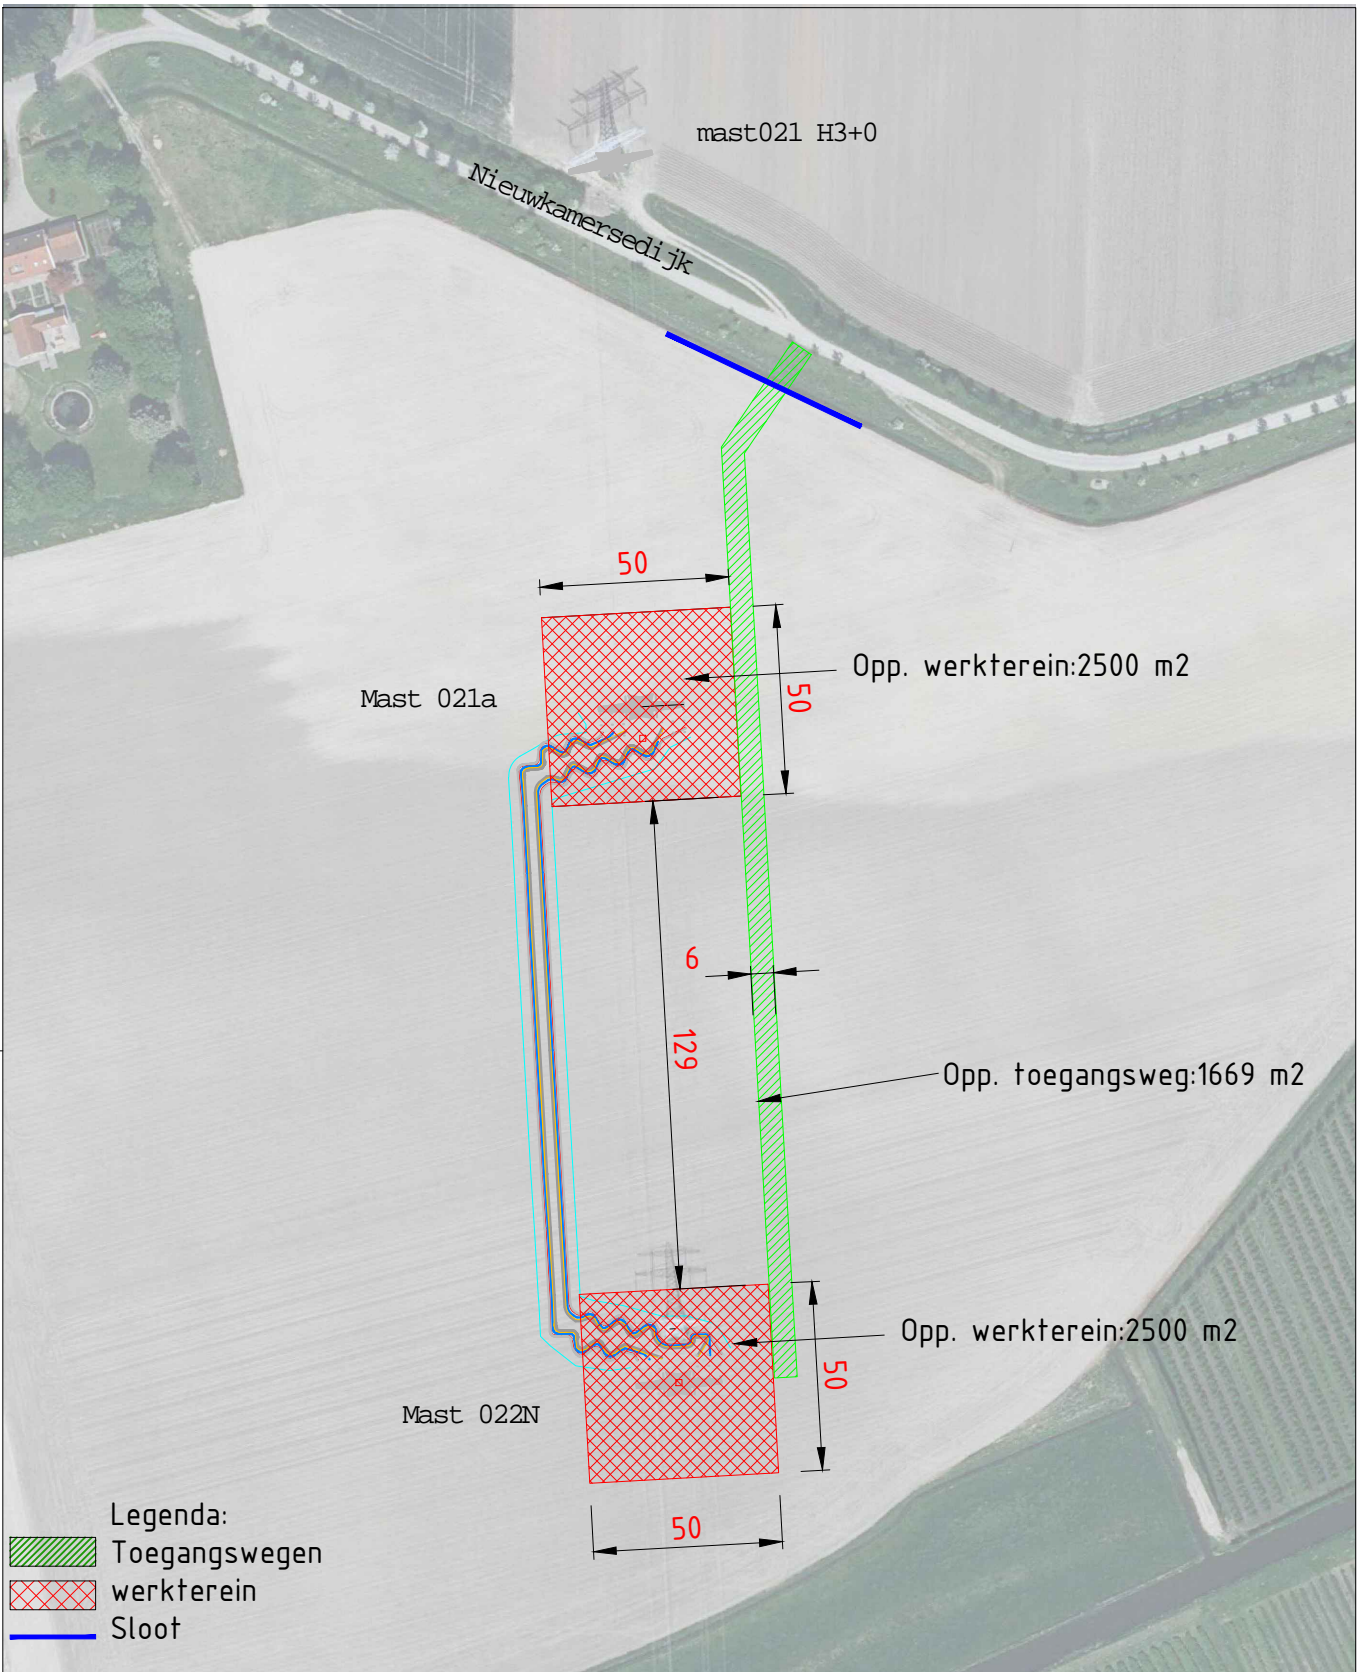 mast021 H3+0
Nieuwkamersedijk
50
Opp. werkterein:2500 m2
50
Mast 021a
6
129
Opp. toegangsweg:1669 m2
Opp. werkterein:2500 m2
50
Mast 022N
50
Legenda:
Toegangswegen
werkterein
Sloot